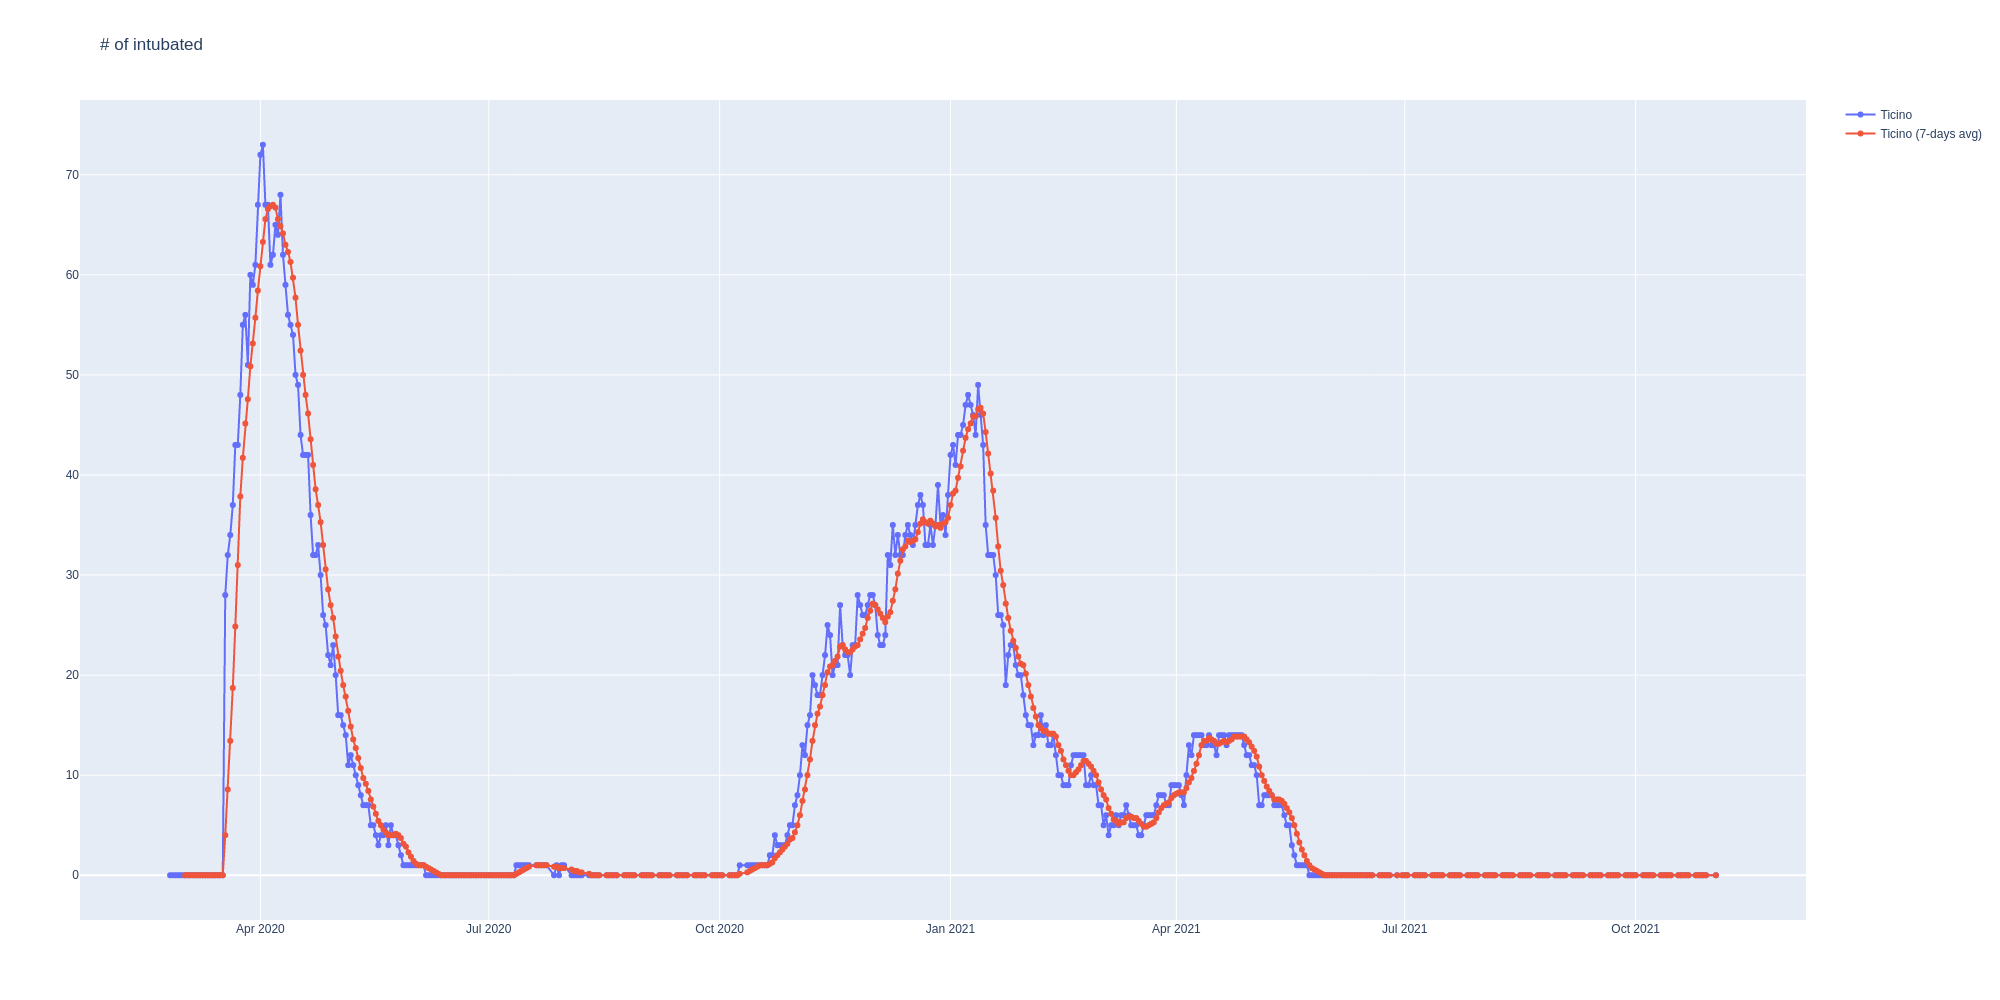 # of intubated
Ticino
Ticino (7-days avg)
70
60
50
40
30
20
10
0
Apr 2020
Jul 2020
Oct 2020
Jan 2021
Apr 2021
Jul 2021
Oct 2021